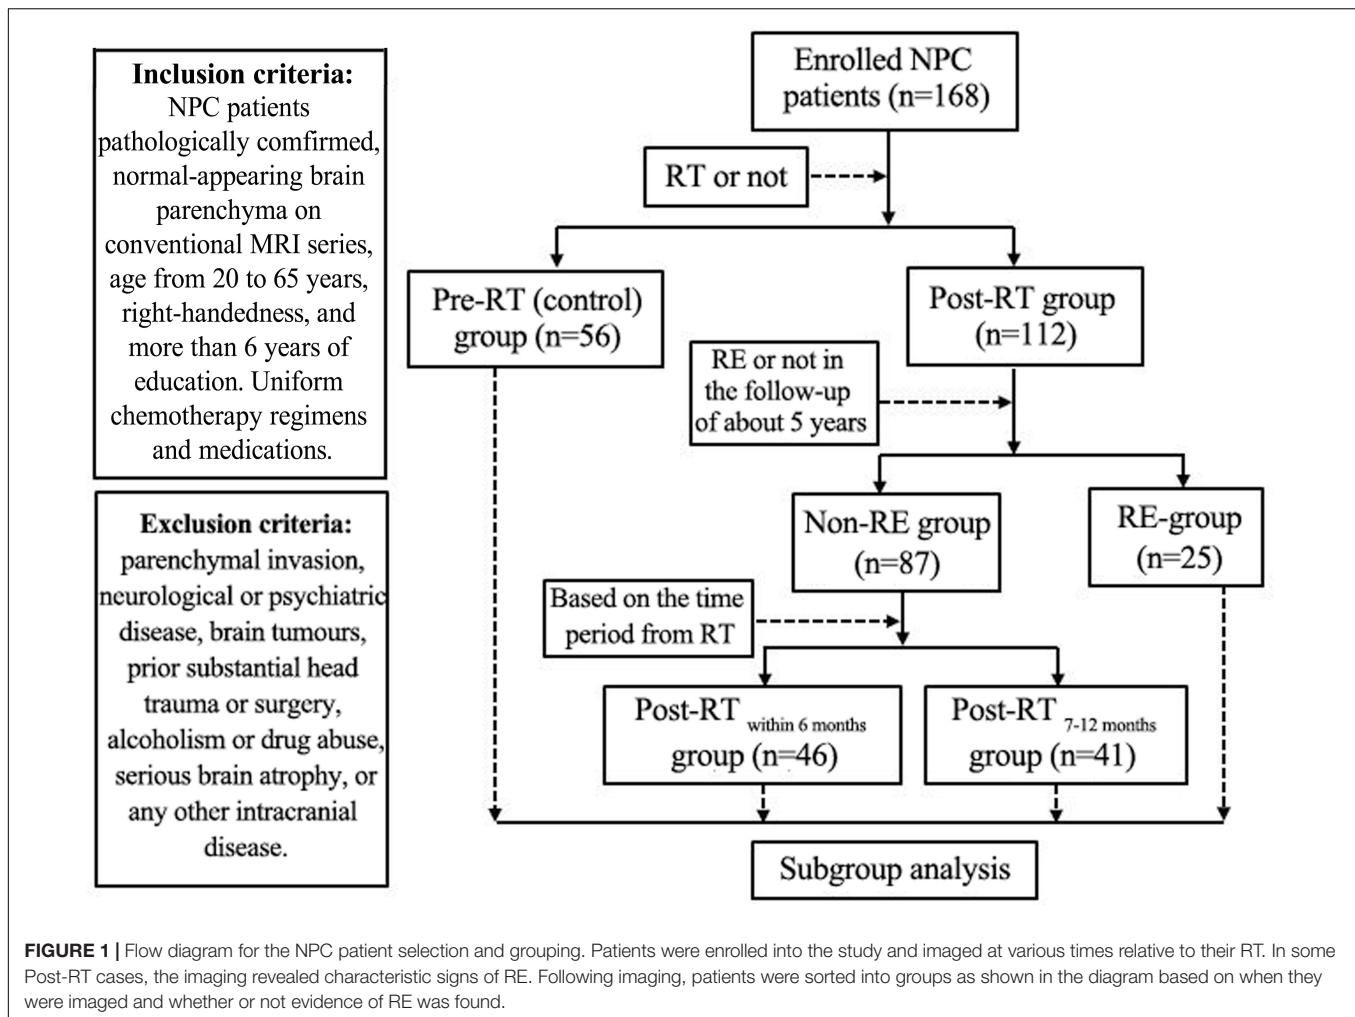 Inclusion criteria:
NPC patients
pathologically comfirmed,
normal-appearing brain
parenchyma on
conventional MRI series,
age from 20 to 65 years,
right-handedness, and
more than 6 years of
education. Uniform
chemotherapy regimens
and medications.
Exclusion criteria:
parenchymal invasion,
neurological or psychiatric
disease, brain tumours,
prior substantial head
trauma or surgery,
alcoholism or drug abuse,
serious brain atrophy, or
any other intracranial
disease.
Enrolled NPC
patients (n=168)
RT or not
Pre-RT (control)
group (n=56)
Post-RT group
(n=112)
RE or not in
the follow-up
of about 5 years
Non-RE group
(n=87)
RE-group
(n=25)
Based on the time
period from RT
Post-RT within 6 months
group (n=46)
Post-RT 7-12 months
group (n=41)
Subgroup analysis
FIGURE 1 | Flow diagram for the NPC patient selection and grouping. Patients were enrolled into the study and imaged at various times relative to their RT. In some
Post-RT cases, the imaging revealed characteristic signs of RE. Following imaging, patients were sorted into groups as shown in the diagram based on when they
were imaged and whether or not evidence of RE was found.